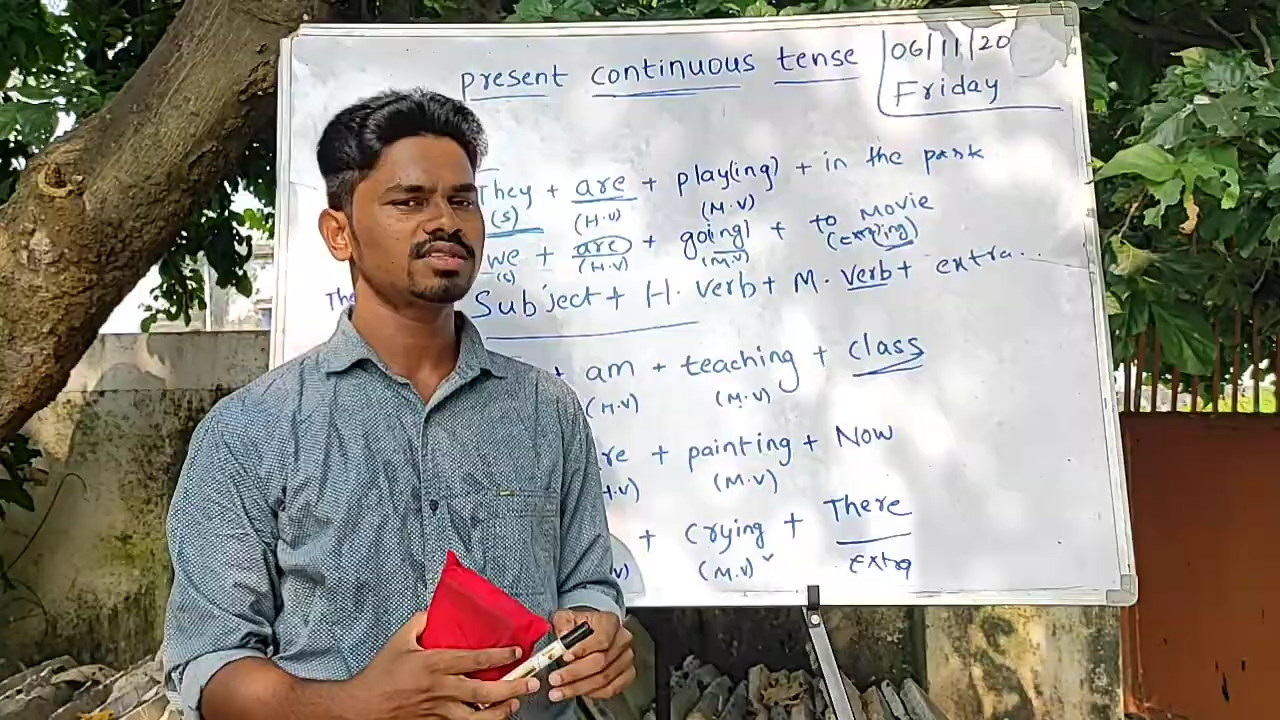 present continuous tense
06/11/20
Friday
They + are + play(ing) + in the park
(S) (H.V) (M.V)
we + are + going) + to Movie
(S) (H.V) (M.V)
The
Subject + H. verb + M. verb + extra...
+ am + teaching + class
(H.V) (M.V)
re + painting + Now
(M.V)
+ Crying + There
(M.V) Extra